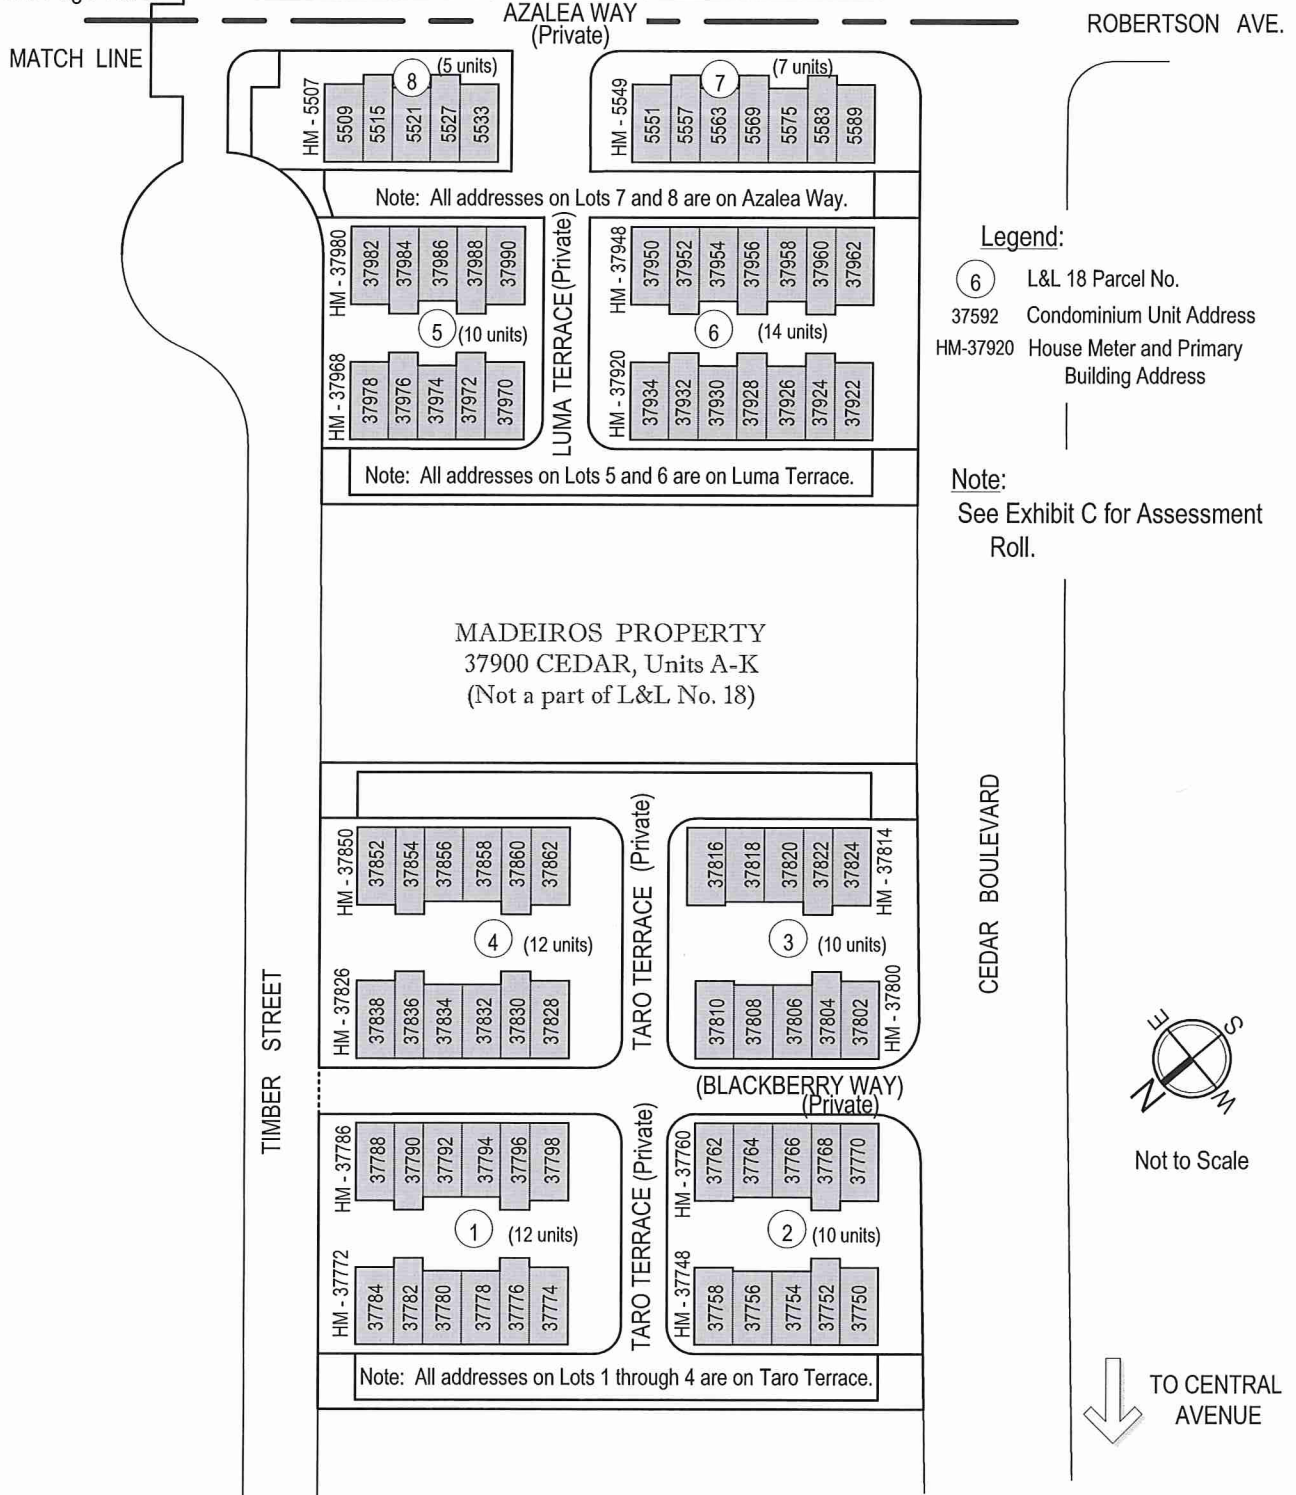 AZALEA WAY
(Private)
ROBERTSON AVE.
MATCH LINE
HM - 5507
5509
5515
5521
5527
5533
8
(5 units)
HM - 5549
5551
5557
5563
5569
5575
5583
5589
7
(7 units)
Note: All addresses on Lots 7 and 8 are on Azalea Way.
HM - 37980
37982
37984
37986
37988
37990
5
(10 units)
HM - 37968
37978
37976
37974
37972
37970
LUMA TERRACE (Private)
HM - 37948
37950
37952
37954
37956
37958
37960
37962
6
(14 units)
HM - 37920
37934
37932
37930
37928
37926
37924
37922
Note: All addresses on Lots 5 and 6 are on Luma Terrace.
Legend:
6 L&L 18 Parcel No.
37592 Condominium Unit Address
HM-37920 House Meter and Primary
Building Address
Note:
See Exhibit C for Assessment
Roll.
MADEIROS PROPERTY
37900 CEDAR, Units A-K
(Not a part of L&L No. 18)
HM - 37850
37852
37854
37856
37858
37860
37862
4
(12 units)
HM - 37826
37838
37836
37834
37832
37830
37828
TARO TERRACE (Private)
37816
37818
37820
37822
37824
HM - 37814
3
(10 units)
37810
37808
37806
37804
37802
HM - 37800
CEDAR BOULEVARD
TIMBER STREET
(BLACKBERRY WAY)
(Private)
HM - 37786
37788
37790
37792
37794
37796
37798
1
(12 units)
HM - 37772
37784
37782
37780
37778
37776
37774
TARO TERRACE (Private)
HM - 37760
37762
37764
37766
37768
37770
2
(10 units)
HM - 37748
37758
37756
37754
37752
37750
Note: All addresses on Lots 1 through 4 are on Taro Terrace.
E
S
N
W
Not to Scale
TO CENTRAL
AVENUE